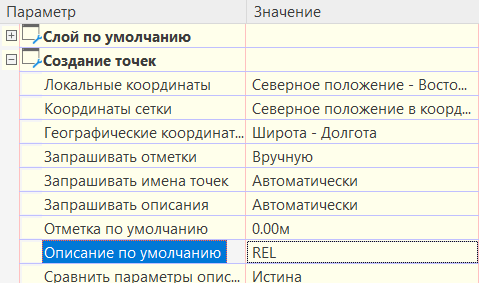 Параметр Значение
Слой по умолчанию
Создание точек
Локальные координаты Северное положение - Восто...
Координаты сетки Северное положение в коорд...
Географические координат... Широта - Долгота
Запрашивать отметки Вручную
Запрашивать имена точек Автоматически
Запрашивать описания Автоматически
Отметка по умолчанию 0.00м
Описание по умолчанию REL
Сравнить параметры опис... Истина